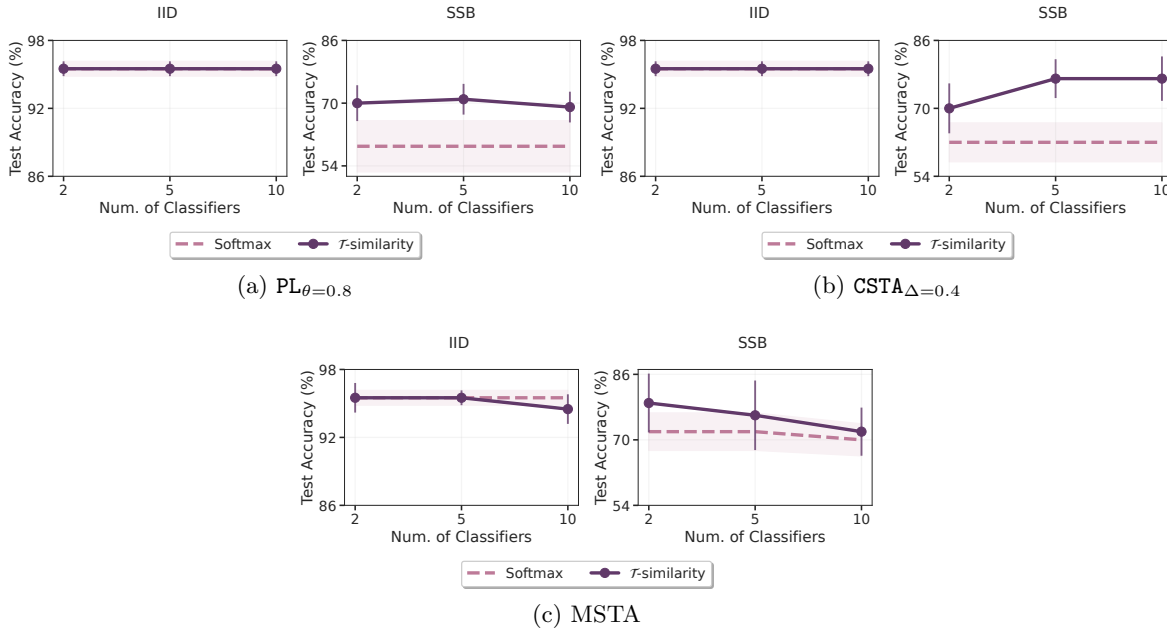 IID
SSB
Test Accuracy (%)
98
92
86
2
5
10
Num. of Classifiers
Test Accuracy (%)
86
70
54
2
5
10
Num. of Classifiers
Softmax
𝒯-similarity
(a) PL_{θ=0.8}
IID
SSB
Test Accuracy (%)
98
92
86
2
5
10
Num. of Classifiers
Test Accuracy (%)
86
70
54
2
5
10
Num. of Classifiers
Softmax
𝒯-similarity
(b) CSTA_{Δ=0.4}
IID
SSB
Test Accuracy (%)
98
92
86
2
5
10
Num. of Classifiers
Test Accuracy (%)
86
70
54
2
5
10
Num. of Classifiers
Softmax
𝒯-similarity
(c) MSTA